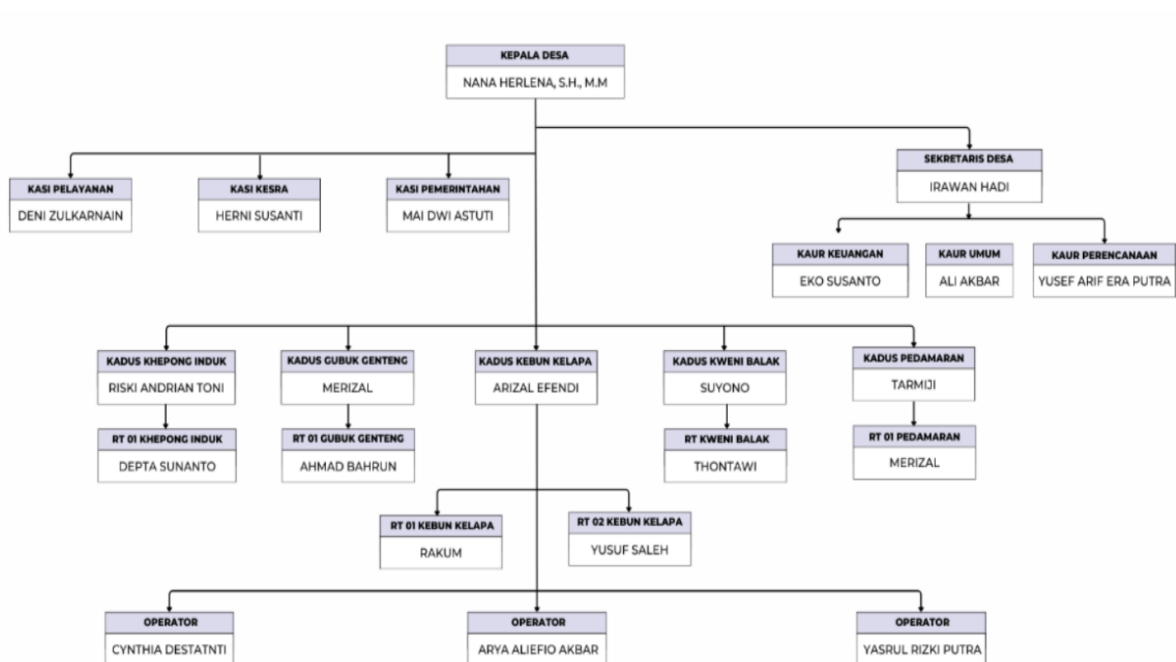 KEPALA DESA
NANA HERLENA, S.H., M.M
SEKRETARIS DESA
IRAWAN HADI
KASI PELAYANAN
DENI ZULKARNAIN
KASI KESRA
HERNI SUSANTI
KASI PEMERINTAHAN
MAI DWI ASTUTI
KAUR KEUANGAN
EKO SUSANTO
KAUR UMUM
ALI AKBAR
KAUR PERENCANAAN
YUSEF ARIF ERA PUTRA
KADUS KHEPONG INDUK
RISKI ANDRIAN TONI
KADUS GUBUK GENTENG
MERIZAL
KADUS KEBUN KELAPA
ARIZAL EFENDI
KADUS KWENI BALAK
SUYONO
KADUS PEDAMARAN
TARMIJI
RT 01 KHEPONG INDUK
DEPTA SUNANTO
RT 01 GUBUK GENTENG
AHMAD BAHRUN
RT KWENI BALAK
THONTAWI
RT 01 PEDAMARAN
MERIZAL
RT 01 KEBUN KELAPA
RAKUM
RT 02 KEBUN KELAPA
YUSUF SALEH
OPERATOR
CYNTHIA DESTATNTI
OPERATOR
ARYA ALIEFIO AKBAR
OPERATOR
YASRUL RIZKI PUTRA